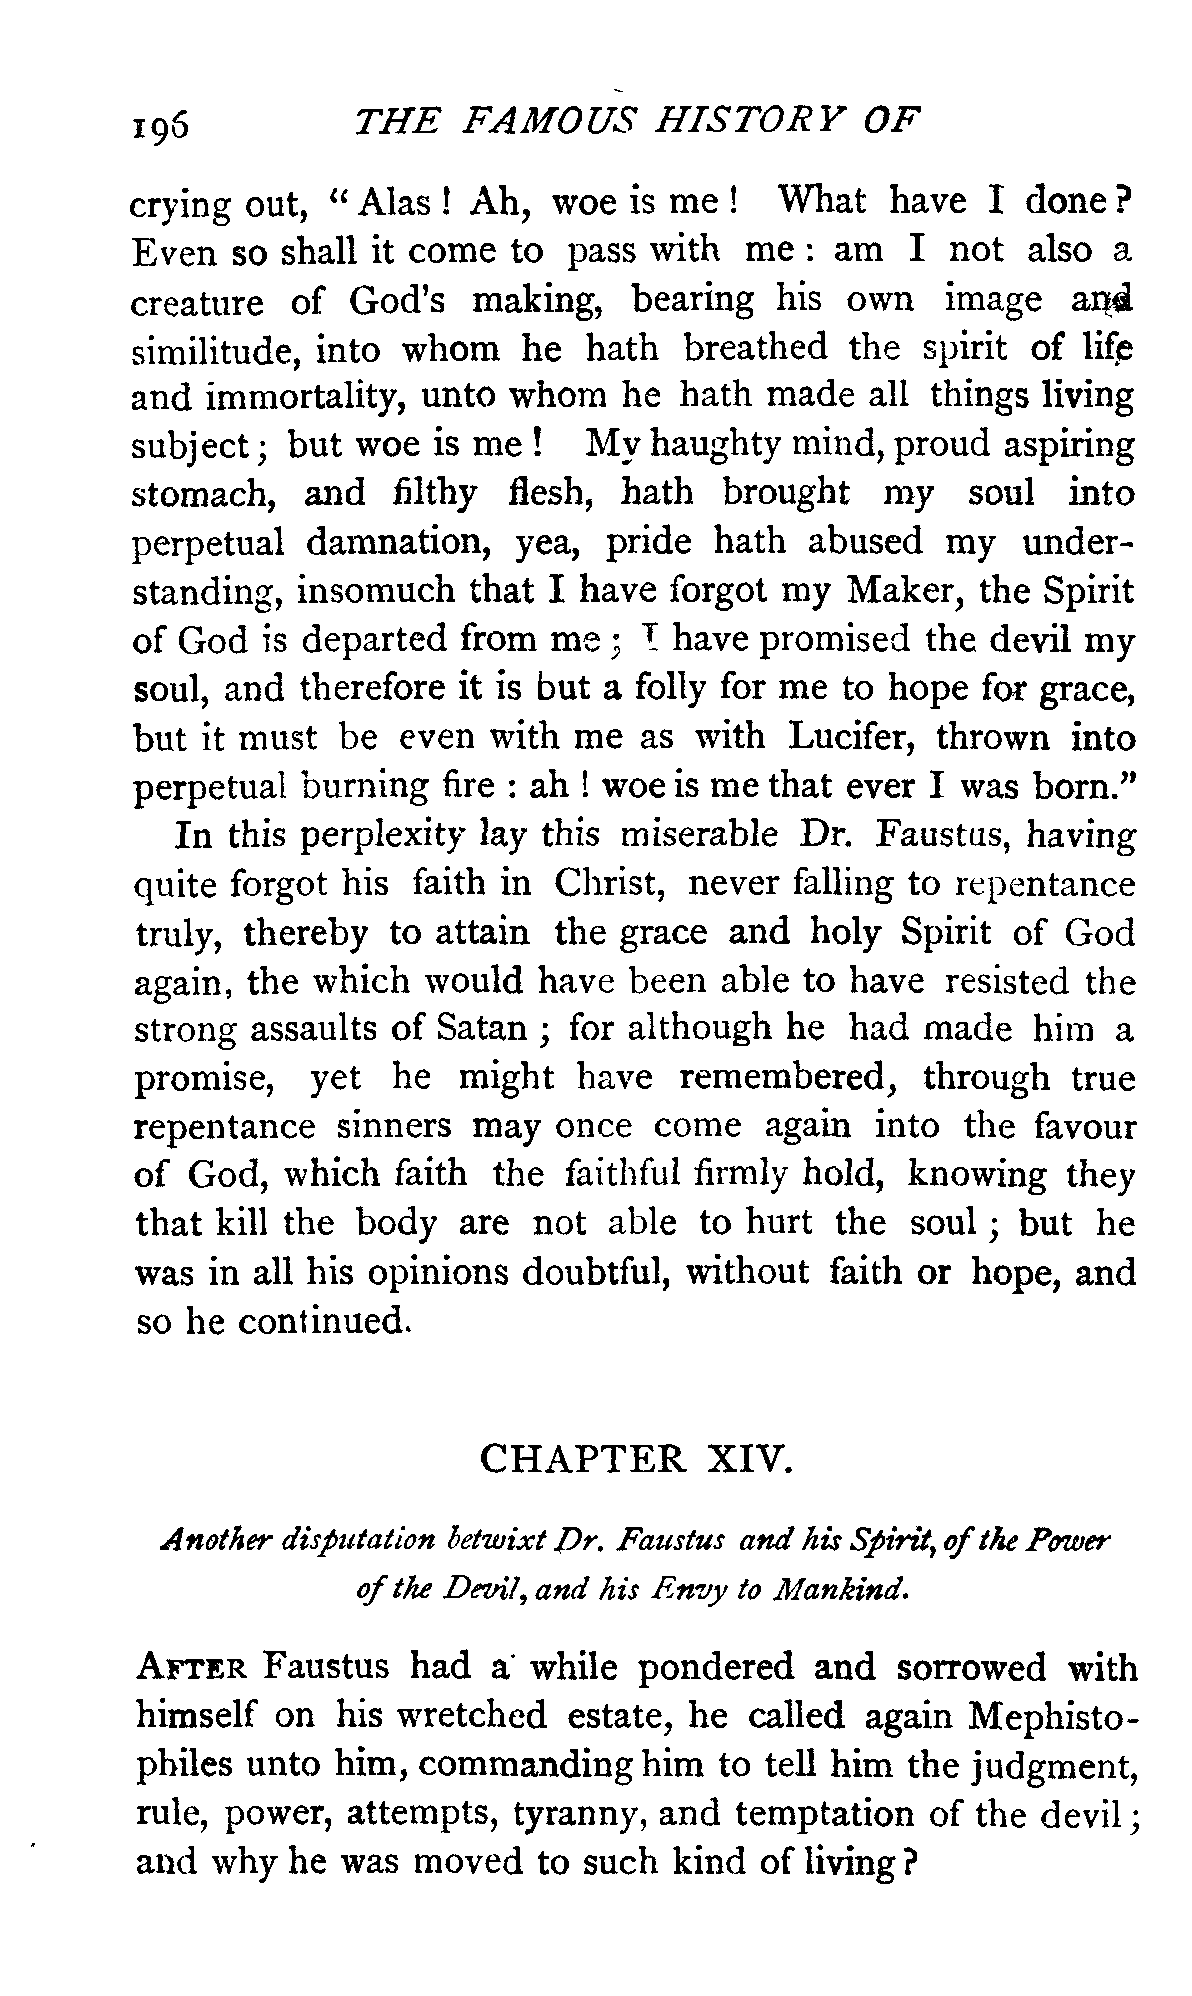 196 THE FAMOUS HISTORY OF
crying out, "Alas! Ah, woe is me! What have I done?
Even so shall it come to pass with me: am I not also a
creature of God's making, bearing his own image and
similitude, into whom he hath breathed the spirit of life
and immortality, unto whom he hath made all things living
subject; but woe is me! My haughty mind, proud aspiring
stomach, and filthy flesh, hath brought my soul into
perpetual damnation, yea, pride hath abused my under-
standing, insomuch that I have forgot my Maker, the Spirit
of God is departed from me; I have promised the devil my
soul, and therefore it is but a folly for me to hope for grace,
but it must be even with me as with Lucifer, thrown into
perpetual burning fire: ah! woe is me that ever I was born."
In this perplexity lay this miserable Dr. Faustus, having
quite forgot his faith in Christ, never falling to repentance
truly, thereby to attain the grace and holy Spirit of God
again, the which would have been able to have resisted the
strong assaults of Satan; for although he had made him a
promise, yet he might have remembered, through true
repentance sinners may once come again into the favour
of God, which faith the faithful firmly hold, knowing they
that kill the body are not able to hurt the soul; but he
was in all his opinions doubtful, without faith or hope, and
so he continued.
CHAPTER XIV.
Another disputation betwixt Dr. Faustus and his Spirit, of the Power
of the Devil, and his Envy to Mankind.
AFTER Faustus had a while pondered and sorrowed with
himself on his wretched estate, he called again Mephisto-
philes unto him, commanding him to tell him the judgment,
rule, power, attempts, tyranny, and temptation of the devil;
and why he was moved to such kind of living?